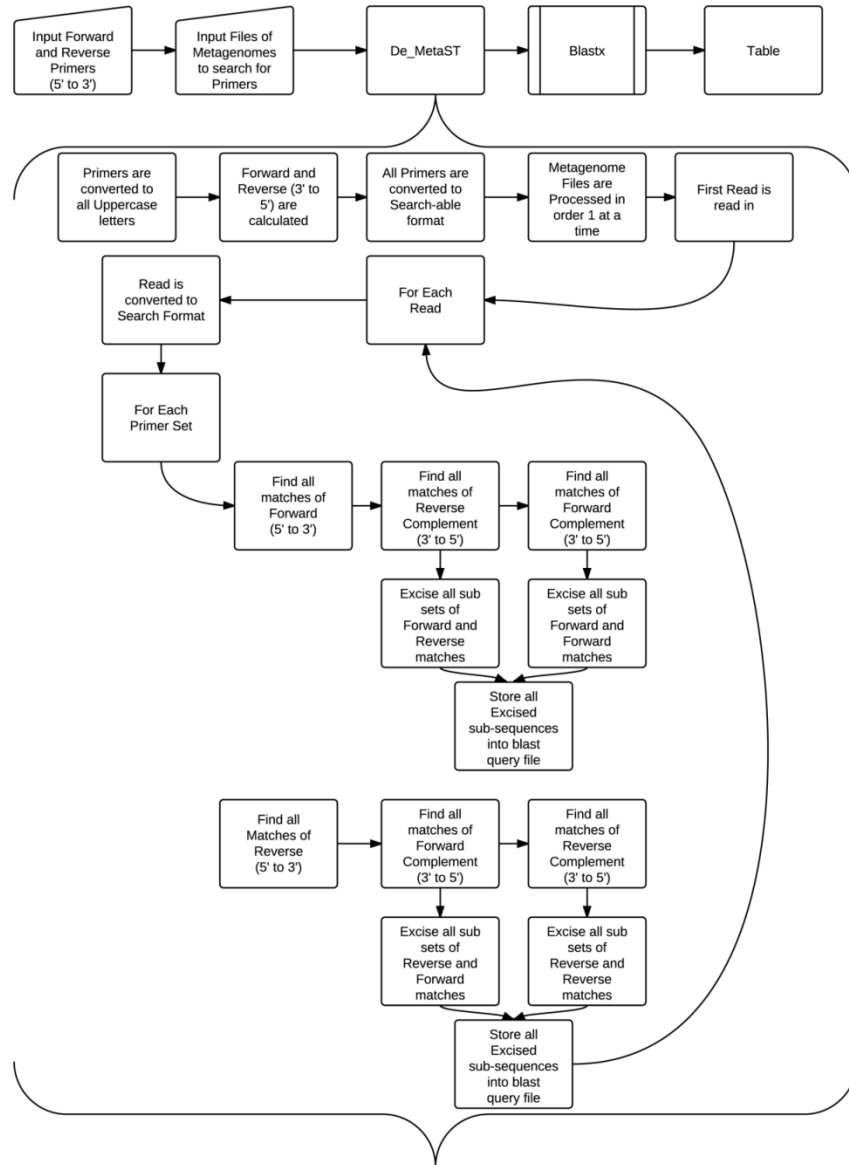 Input Forward
and Reverse
Primers
(5' to 3')
Input Files of
Metagenomes
to search for
Primers
De_MetaST
Blastx
Table
Primers are
converted to
all Uppercase
letters
Forward and
Reverse (3' to
5') are
calculated
All Primers are
converted to
Search-able
format
Metagenome
Files are
Processed in
order 1 at a
time
First Read is
read in
For Each
Read
Read is
converted to
Search Format
For Each
Primer Set
Find all
matches of
Forward
(5' to 3')
Find all
matches of
Reverse
Complement
(3' to 5')
Find all
matches of
Forward
Complement
(3' to 5')
Excise all sub
sets of
Forward and
Reverse
matches
Excise all sub
sets of
Forward and
Forward
matches
Store all
Excised
sub-sequences
into blast
query file
Find all
Matches of
Reverse
(5' to 3')
Find all
matches of
Forward
Complement
(3' to 5')
Find all
matches of
Reverse
Complement
(3' to 5')
Excise all sub
sets of
Reverse and
Forward
matches
Excise all sub
sets of
Reverse and
Reverse
matches
Store all
Excised
sub-sequences
into blast
query file